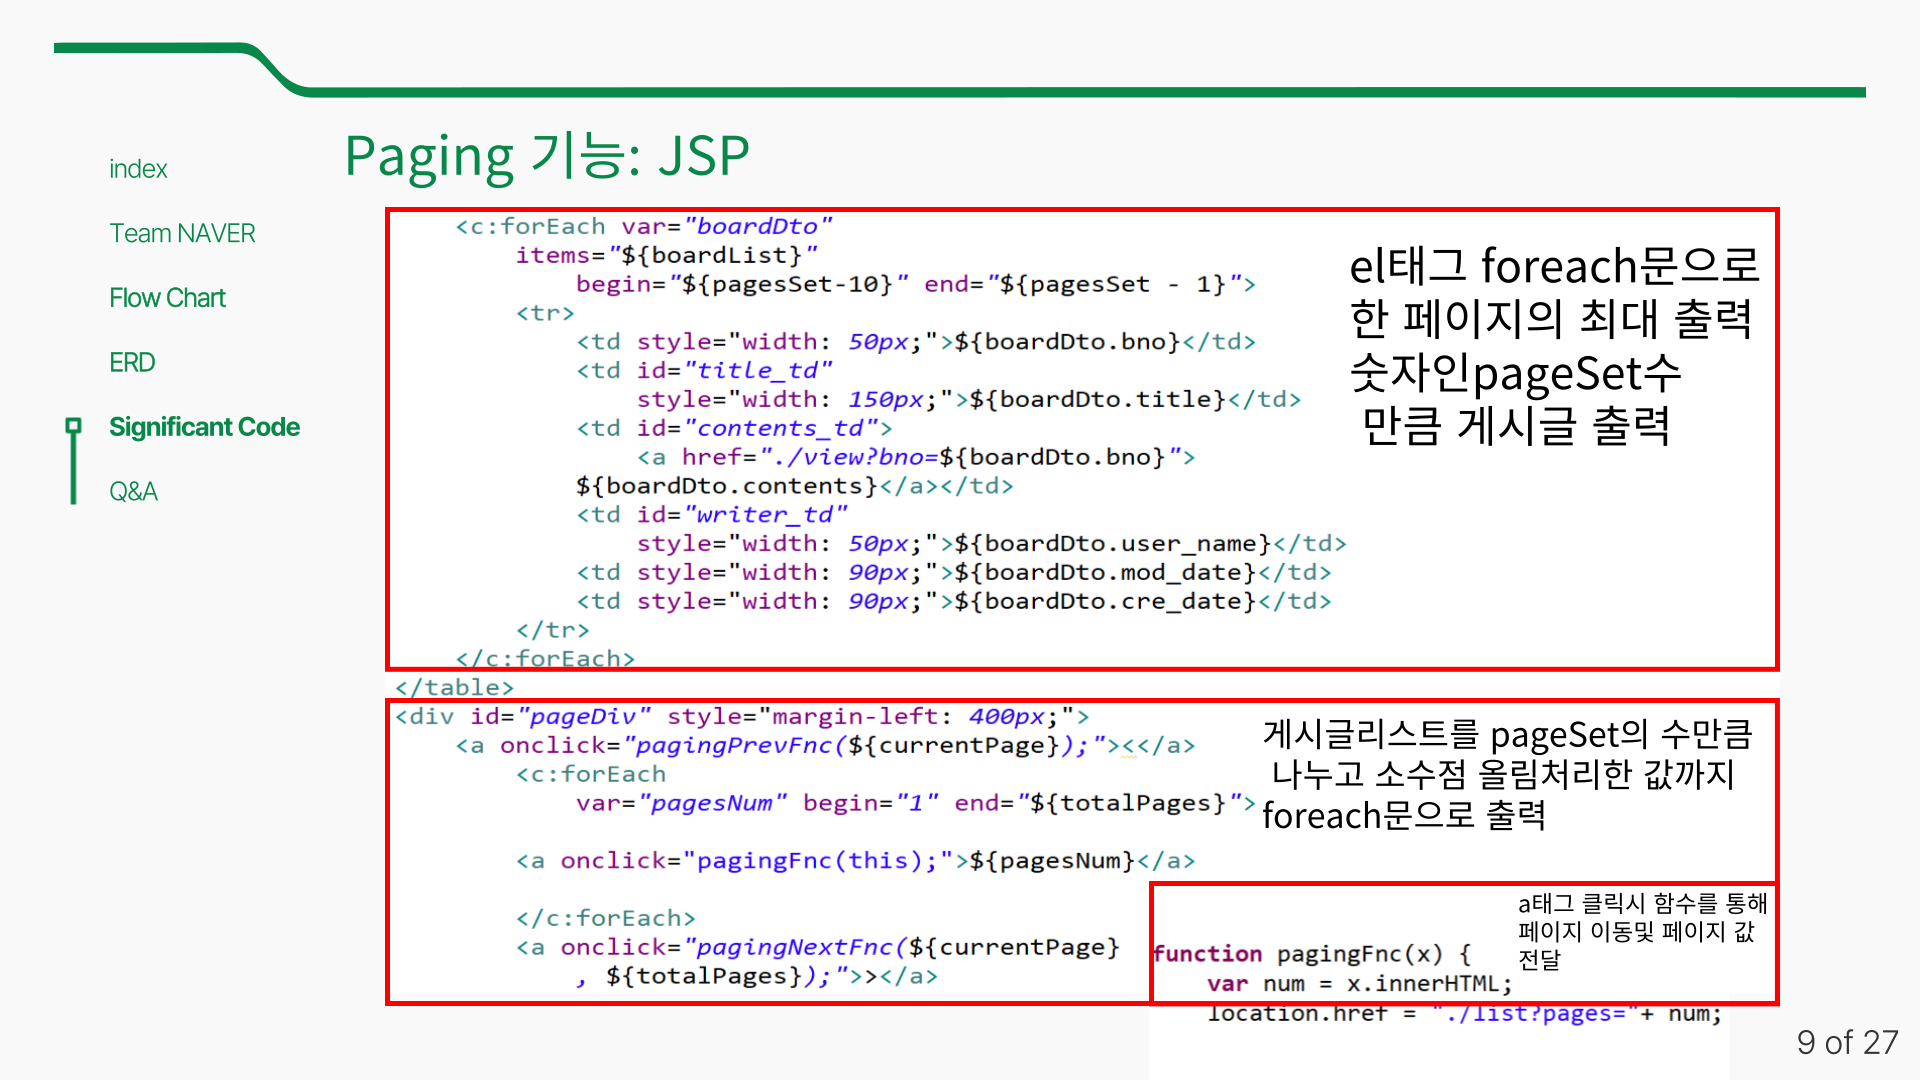 Paging 기능: JSP
index
Team NAVER
Flow Chart
ERD
Significant Code
Q&A
<c:forEach var="boardDto"
items="${boardList}"
begin="${pagesSet-10}" end="${pagesSet - 1}">
<tr>
<td style="width: 50px;">${boardDto.bno}</td>
<td id="title_td"
style="width: 150px;">${boardDto.title}</td>
<td id="contents_td">
<a href="./view?bno=${boardDto.bno}">
${boardDto.contents}</a></td>
<td id="writer_td"
style="width: 50px;">${boardDto.user_name}</td>
<td style="width: 90px;">${boardDto.mod_date}</td>
<td style="width: 90px;">${boardDto.cre_date}</td>
</tr>
</c:forEach>
</table>
el태그 foreach문으로
한 페이지의 최대 출력
숫자인pageSet수
만큼 게시글 출력
<div id="pageDiv" style="margin-left: 400px;">
<a onclick="pagingPrevFnc(${currentPage});"><<</a>
<c:forEach
var="pagesNum" begin="1" end="${totalPages}">
<a onclick="pagingFnc(this);">${pagesNum}</a>
</c:forEach>
<a onclick="pagingNextFnc(${currentPage}
, ${totalPages});">>></a>
게시글리스트를 pageSet의 수만큼
나누고 소수점 올림처리한 값까지
foreach문으로 출력
a태그 클릭시 함수를 통해
페이지 이동및 페이지 값
전달
function pagingFnc(x) {
var num = x.innerHTML;
location.href = "./list?pages="+ num;
9 of 27